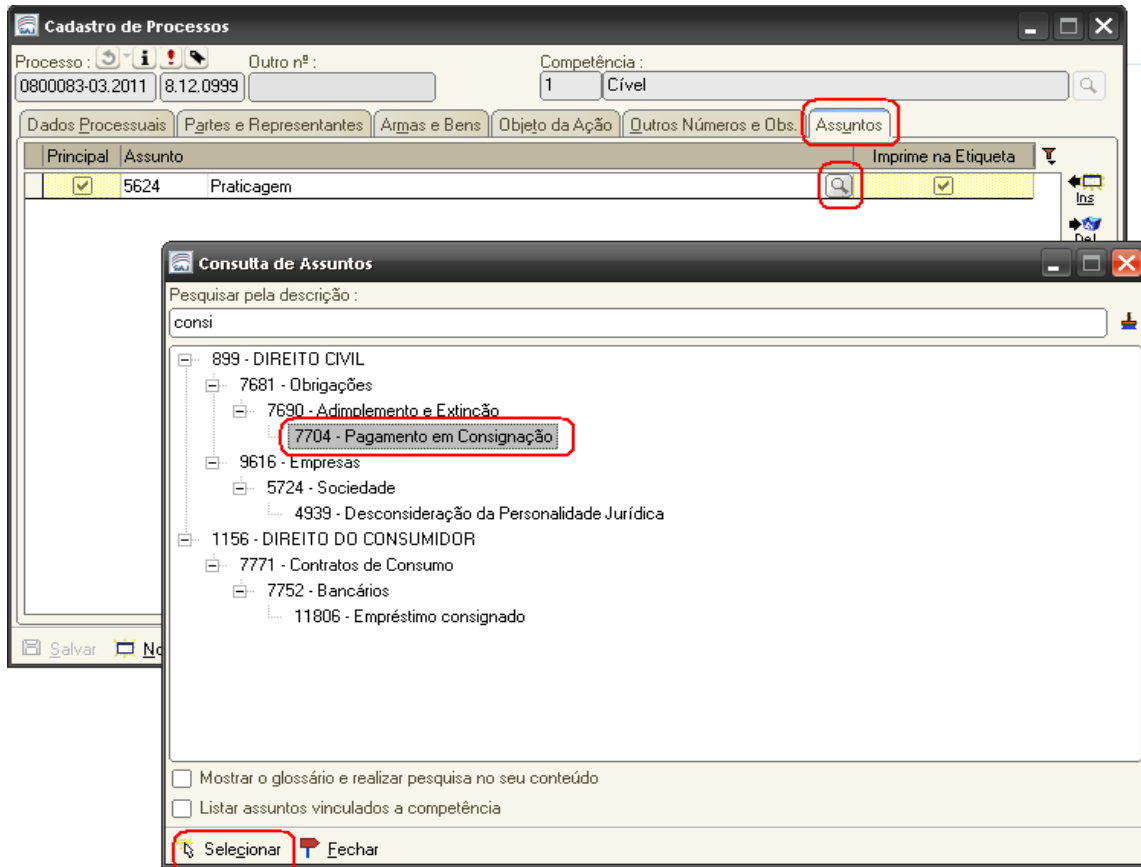 Cadastro de Processos
Processo : Outro nº : Competência :
0800083-03.2011 8.12.0999 1 Cível
Dados Processuais Partes e Representantes Armas e Bens Objeto da Ação Outros Números e Obs. Assuntos
Principal Assunto Imprime na Etiqueta
5624 Praticagem
Ins
Del
Consulta de Assuntos
Pesquisar pela descrição :
consi
899 - DIREITO CIVIL
7681 - Obrigações
7690 - Adimplemento e Extinção
7704 - Pagamento em Consignação
9616 - Empresas
5724 - Sociedade
4939 - Desconsideração da Personalidade Jurídica
1156 - DIREITO DO CONSUMIDOR
7771 - Contratos de Consumo
7752 - Bancários
11806 - Empréstimo consignado
Salvar
Mostrar o glossário e realizar pesquisa no seu conteúdo
Listar assuntos vinculados a competência
Selecionar Fechar